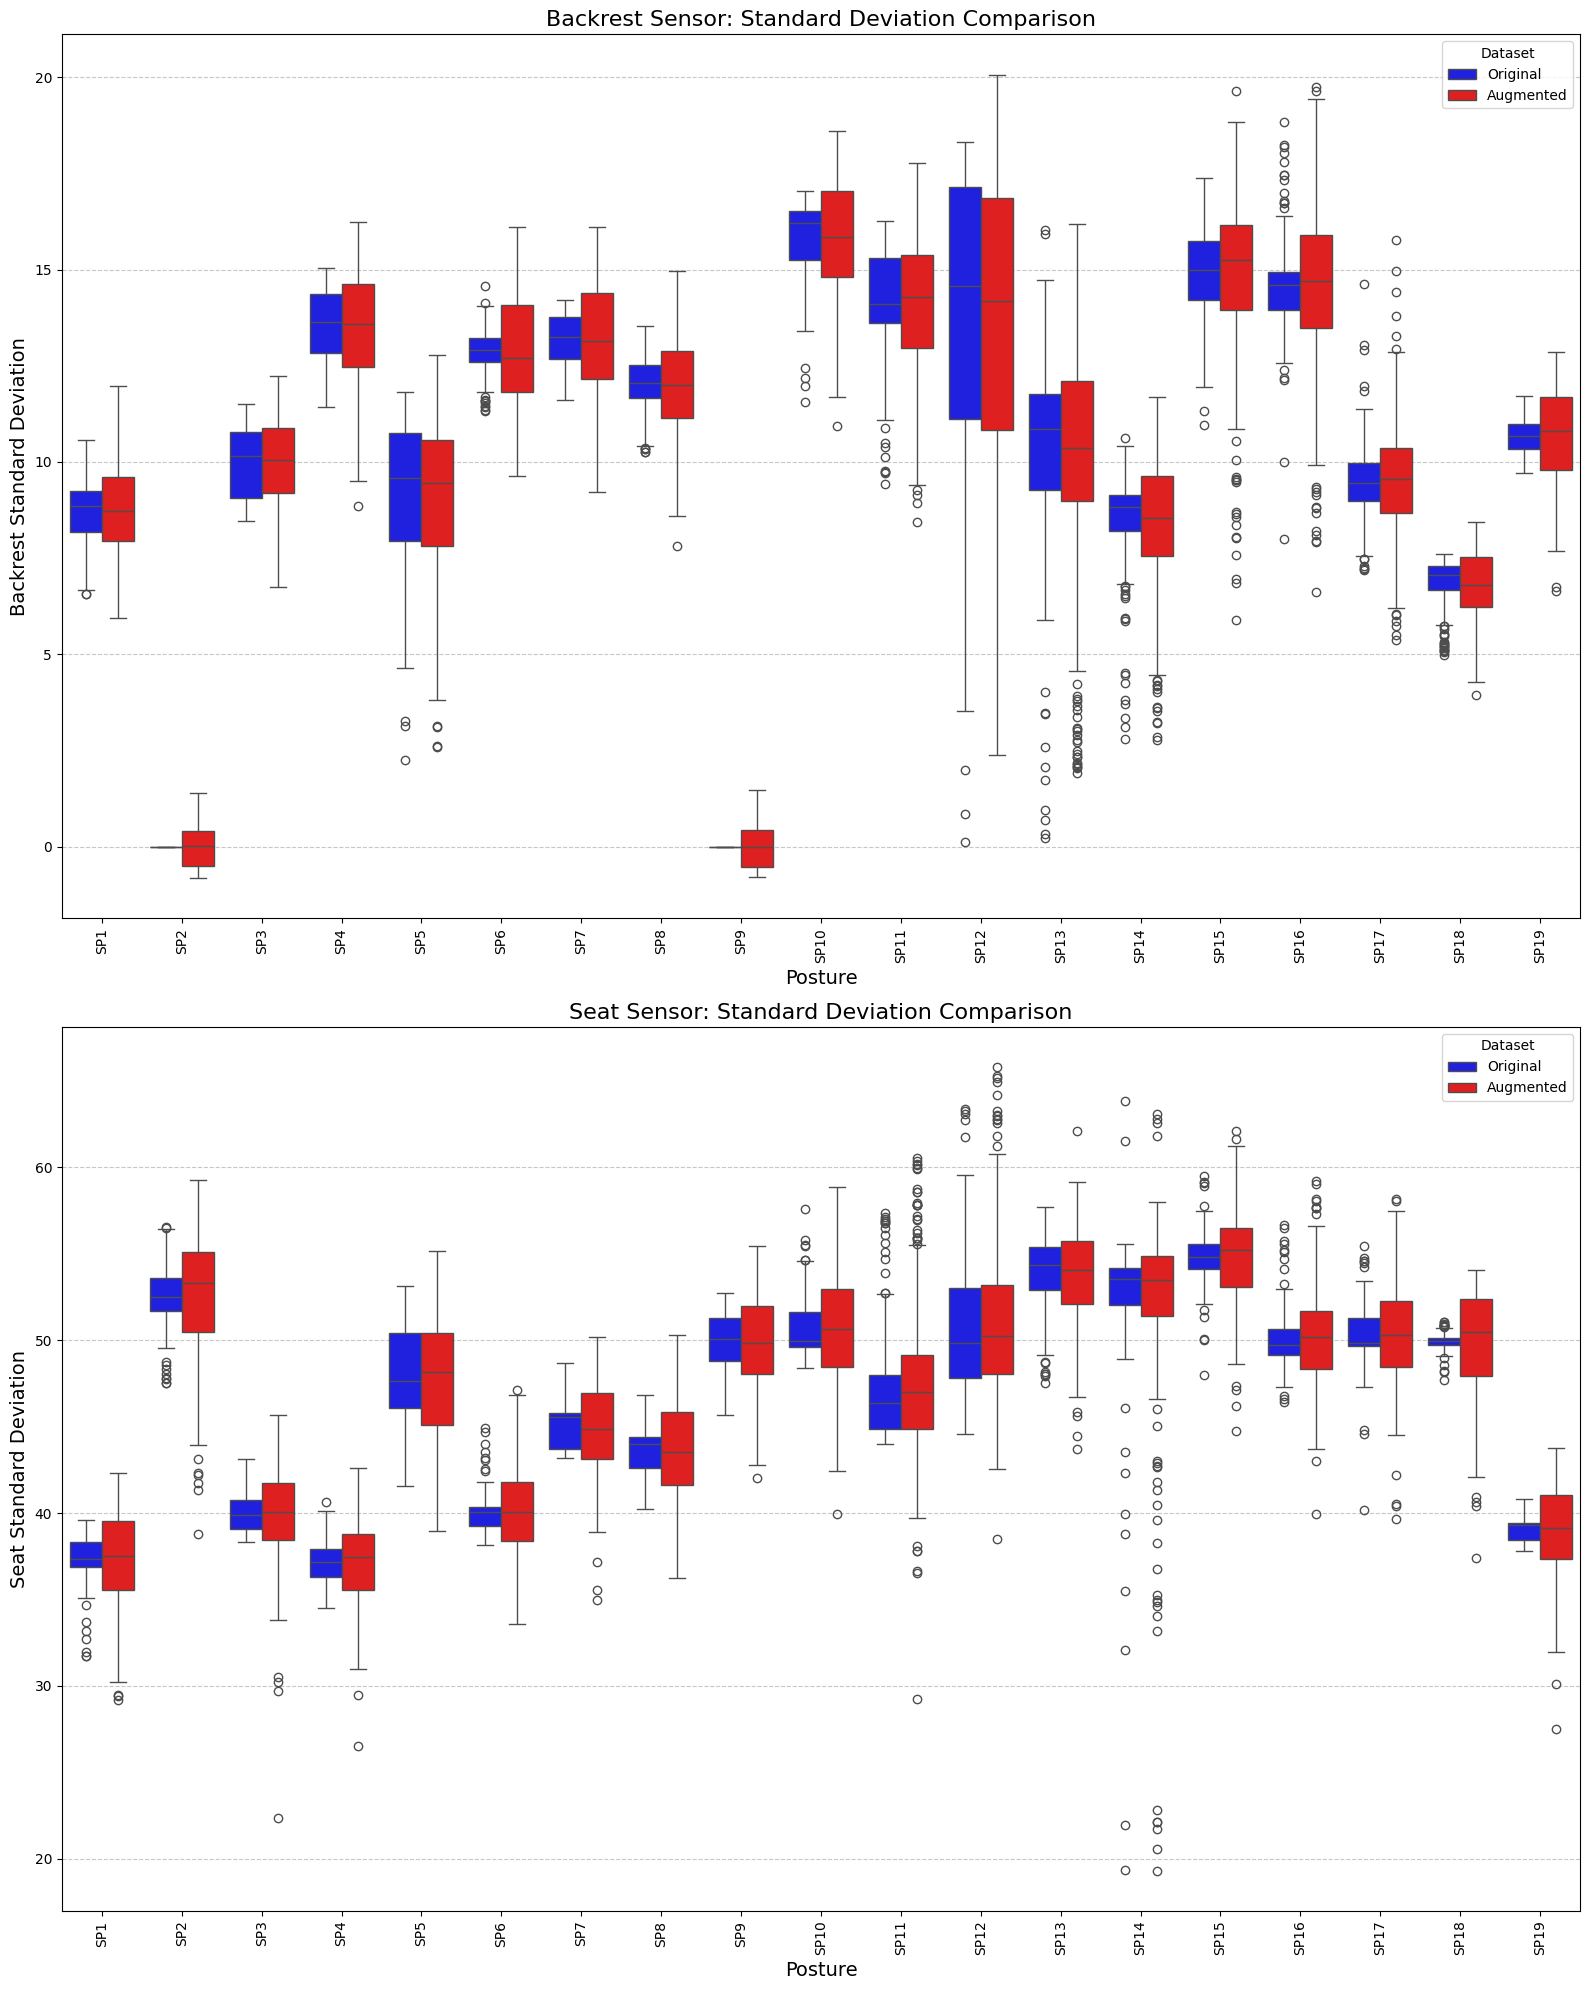 Backrest Sensor: Standard Deviation Comparison
Dataset
Original
Augmented
Backrest Standard Deviation
20
15
10
5
0
SP1 SP2 SP3 SP4 SP5 SP6 SP7 SP8 SP9 SP10 SP11 SP12 SP13 SP14 SP15 SP16 SP17 SP18 SP19
Posture
Seat Sensor: Standard Deviation Comparison
Dataset
Original
Augmented
Seat Standard Deviation
60
50
40
30
20
SP1 SP2 SP3 SP4 SP5 SP6 SP7 SP8 SP9 SP10 SP11 SP12 SP13 SP14 SP15 SP16 SP17 SP18 SP19
Posture